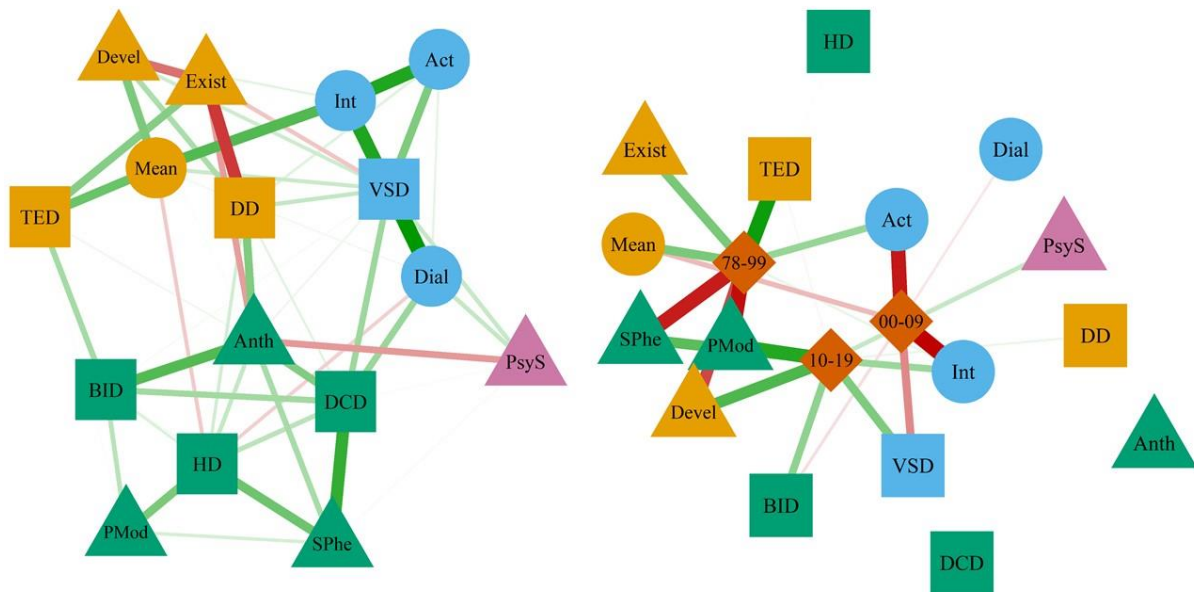 Devel
Exist
Act
Int
Mean
TED
DD
VSD
Dial
Anth
PsyS
BID
DCD
HD
PMod
SPhe
HD
Exist
TED
Dial
Mean
Act
PsyS
78-99
SPhe
PMod
00-09
DD
10-19
Int
Devel
Anth
VSD
BID
DCD